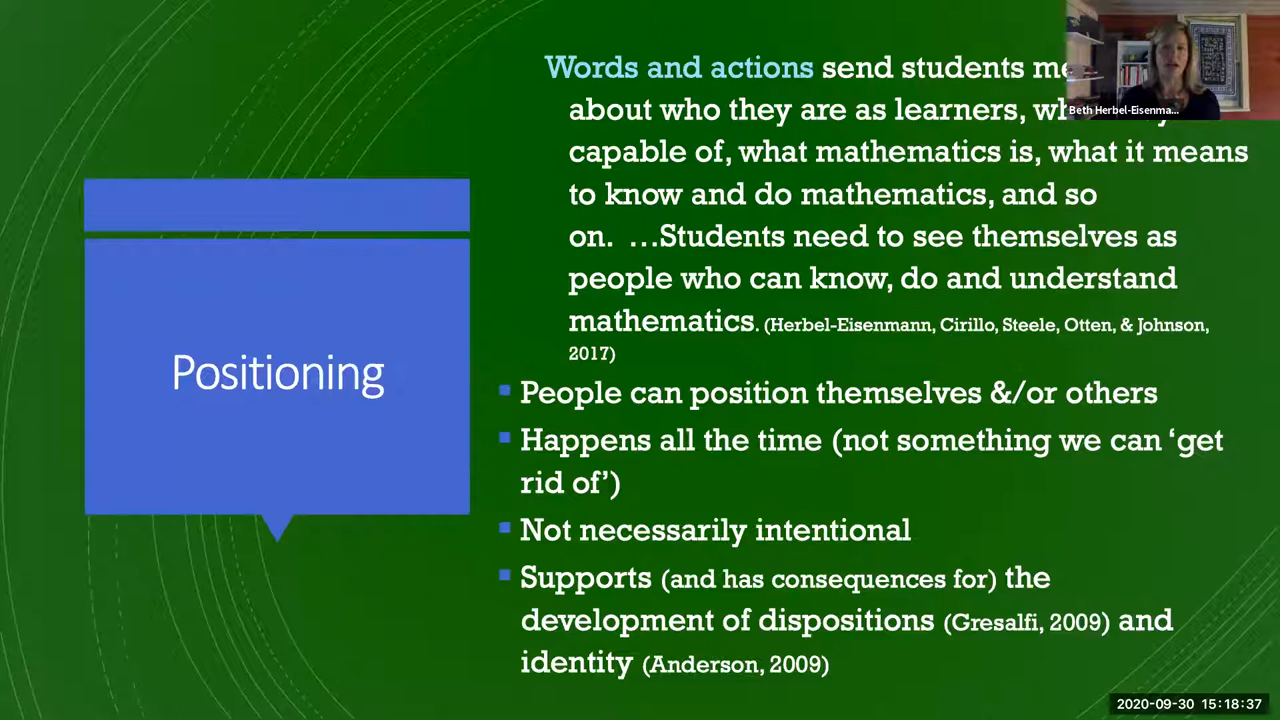 Positioning
Words and actions send students
about who they are as learners,
capable of, what mathematics is, what it means
to know and do mathematics, and so
on. …Students need to see themselves as
people who can know, do and understand
mathematics. (Herbel-Eisenmann, Cirillo, Steele, Otten, & Johnson,
2017)
People can position themselves &/or others
Happens all the time (not something we can ‘get
rid of’)
Not necessarily intentional
Supports (and has consequences for) the
development of dispositions (Gresalfi, 2009) and
identity (Anderson, 2009)
Beth Herbel-Eisenma...
2020-09-30 15:18:37